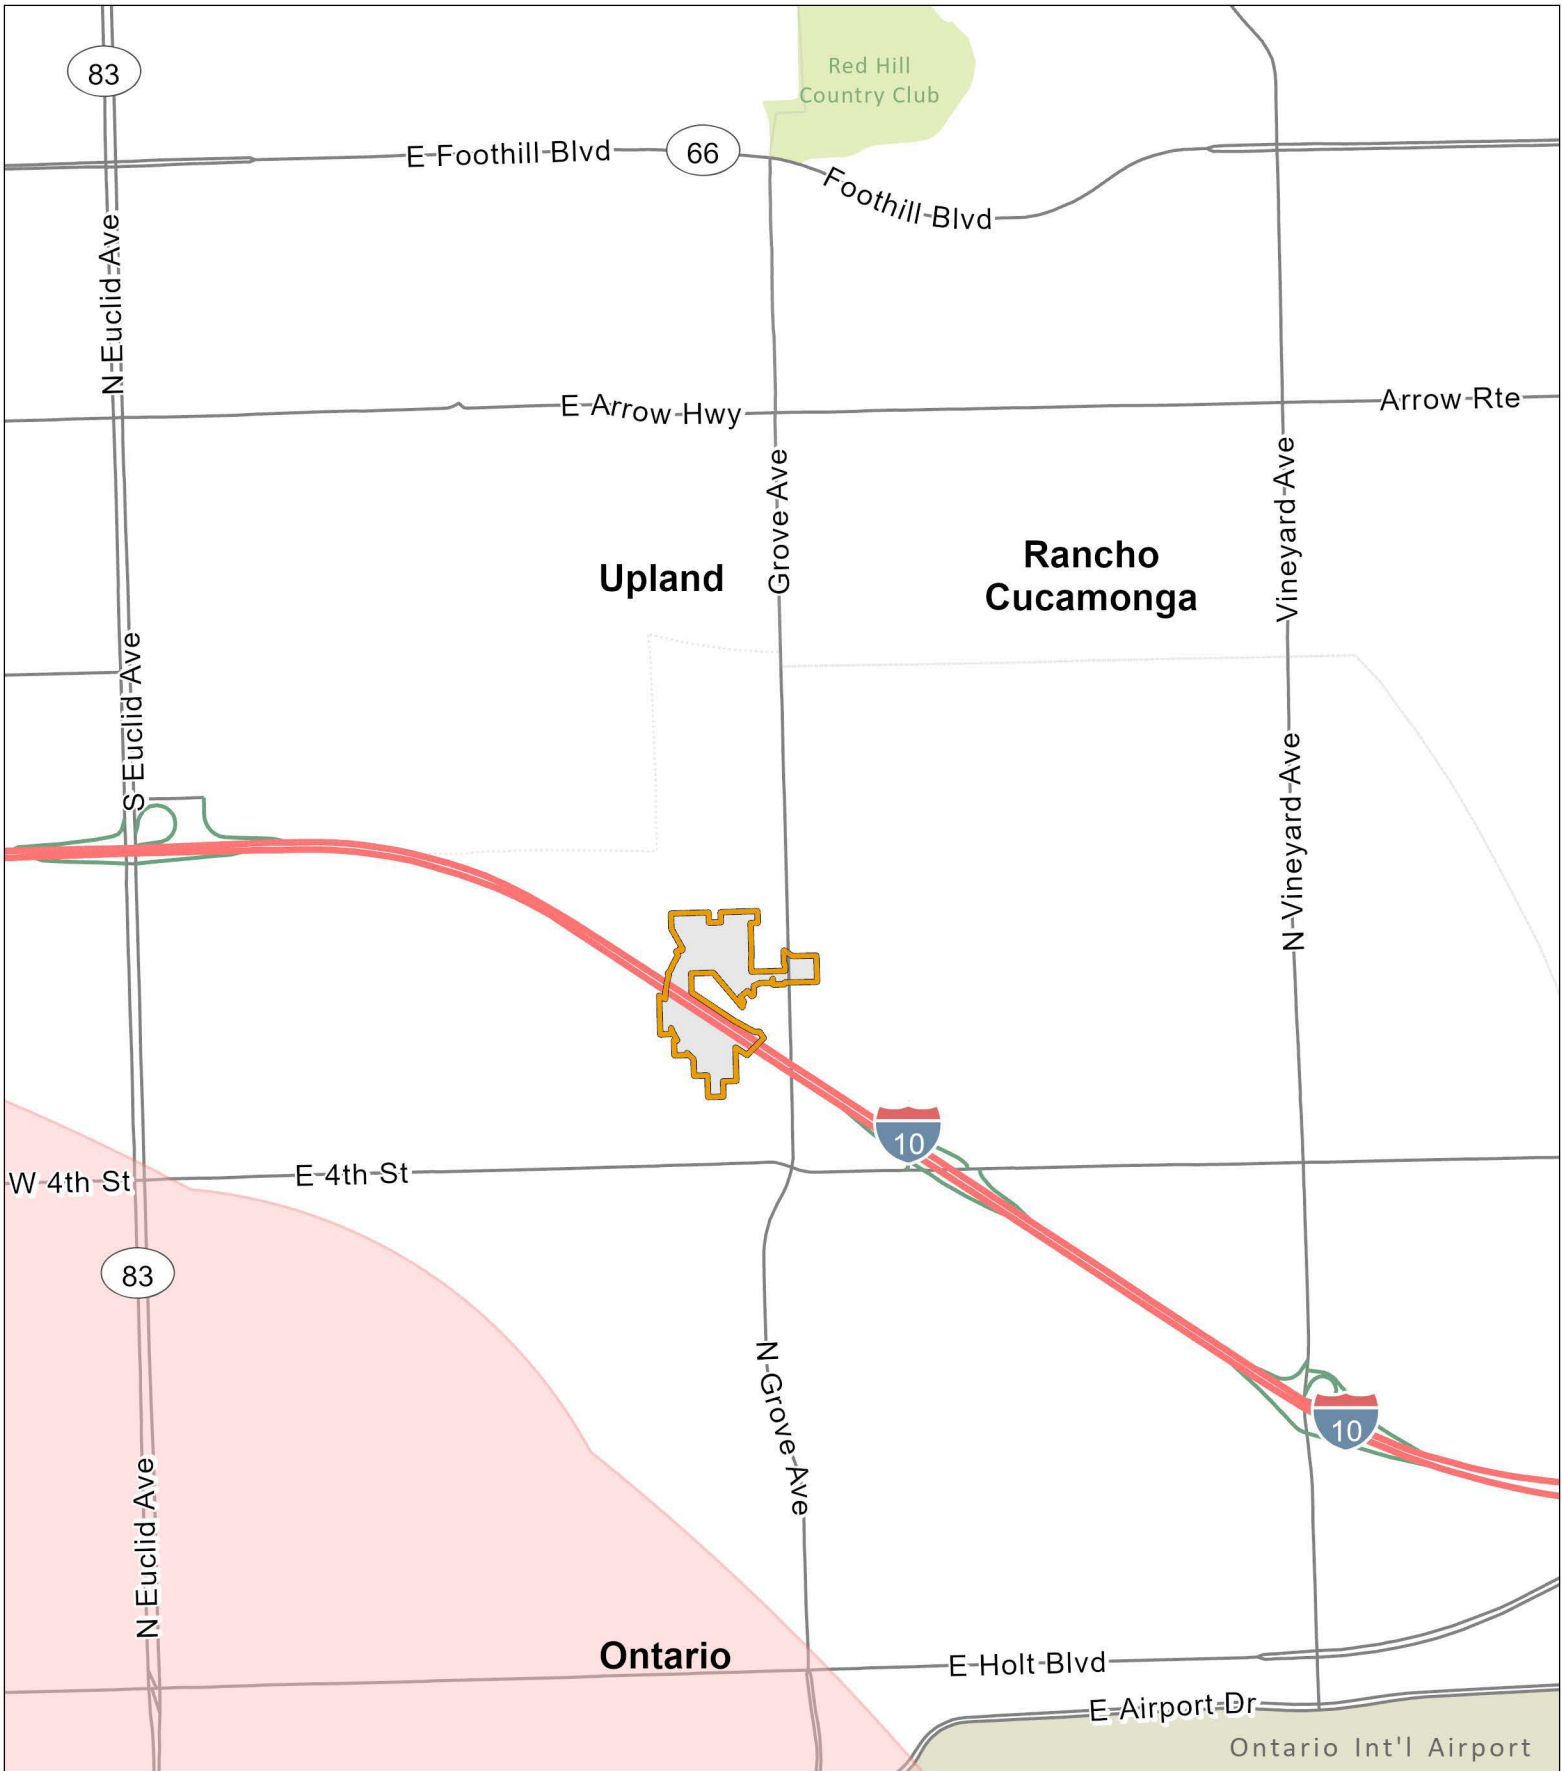 Red Hill
Country Club
83
E Foothill Blvd
66
Foothill Blvd
N Euclid Ave
E Arrow Hwy
Arrow Rte
Grove Ave
Vineyard Ave
Upland
Rancho
Cucamonga
S Euclid Ave
N Vineyard Ave
10
W 4th St
E 4th St
83
N Grove Ave
10
N Euclid Ave
Ontario
E Holt Blvd
E Airport Dr
Ontario Int'l Airport